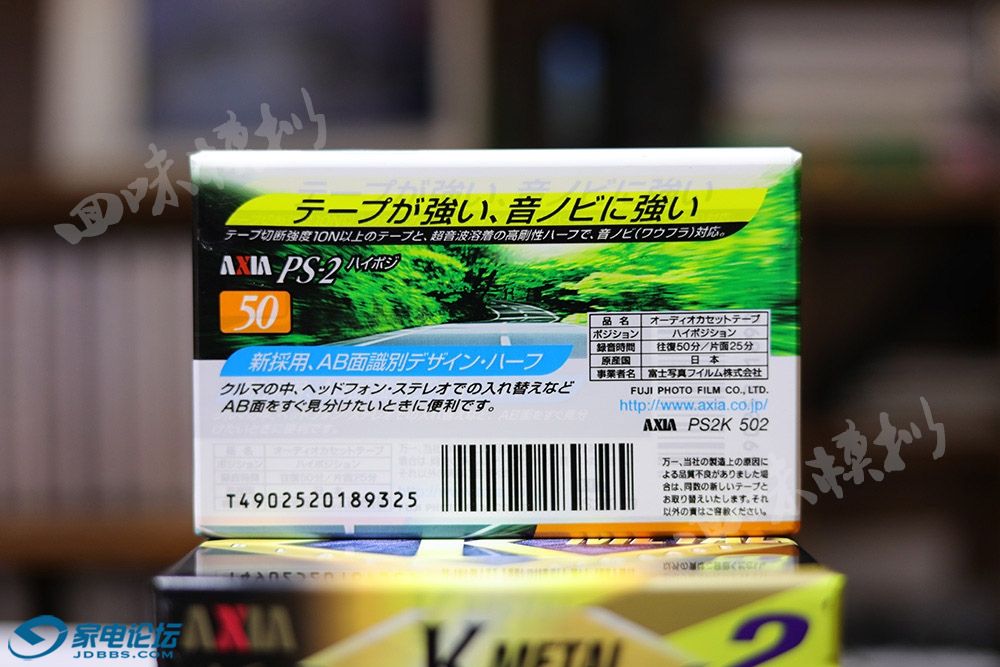 テープが強い、音ノビに強い
テープ切断強度10N以上のテープと、超音波溶着の高剛性ハーフで、音ノビ(ワウフラ)対応。
AXIA PS・2 ハイポジ
50
品名 オーディオカセットテープ
ポジション ハイポジション
録音時間 往復50分/片面25分
原産国 日本
事業者名 富士写真フイルム株式会社
新採用、AB面識別デザイン・ハーフ
クルマの中、ヘッドフォン・ステレオでの入れ替えなど
AB面をすぐ見分けたいときに便利です。
FUJI PHOTO FILM CO., LTD.
http://www.axia.co.jp/
AXIA PS2K 502
万一、当社の製造上の原因に
よる品質不良がありました場
合は、同数の新しいテープと
お取り替えいたします。それ
以外の責はご容赦ください。
T4902520189325
AXIA
K METAL
2
家电论坛
JDBBS.COM